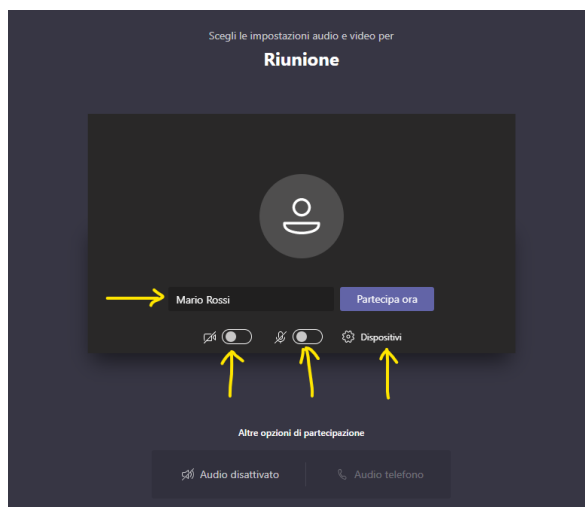 Scegli le impostazioni audio e video per
Riunione
Mario Rossi
Partecipa ora
Dispositivi
Altre opzioni di partecipazione
Audio disattivato
Audio telefono